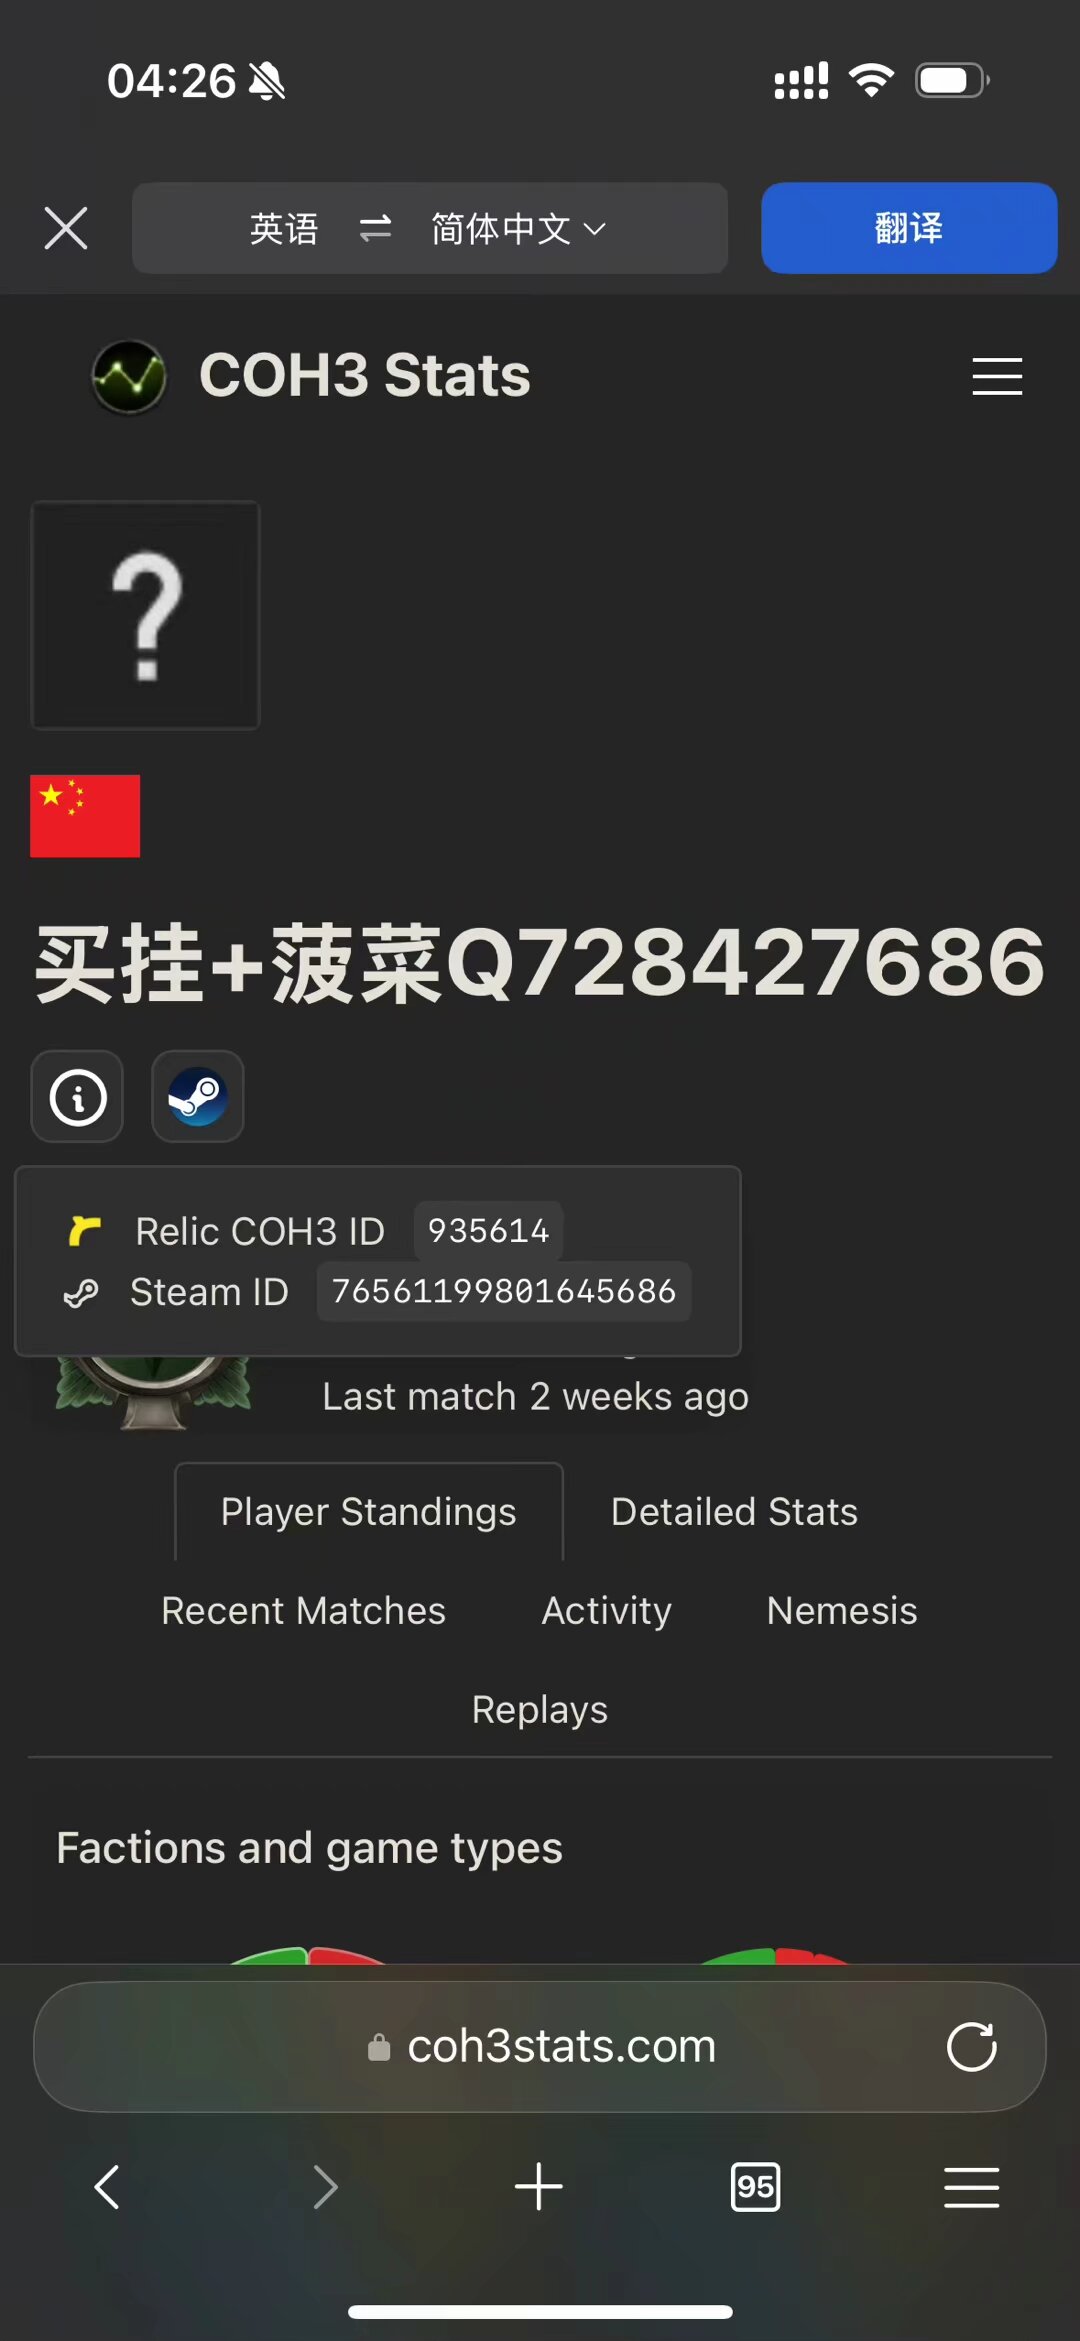 04:26
英语 ⇌ 简体中文
翻译
COH3 Stats
?
买挂+菠菜Q728427686
Relic COH3 ID 935614
Steam ID 76561199801645686
Last match 2 weeks ago
Player Standings
Detailed Stats
Recent Matches
Activity
Nemesis
Replays
Factions and game types
coh3stats.com
95